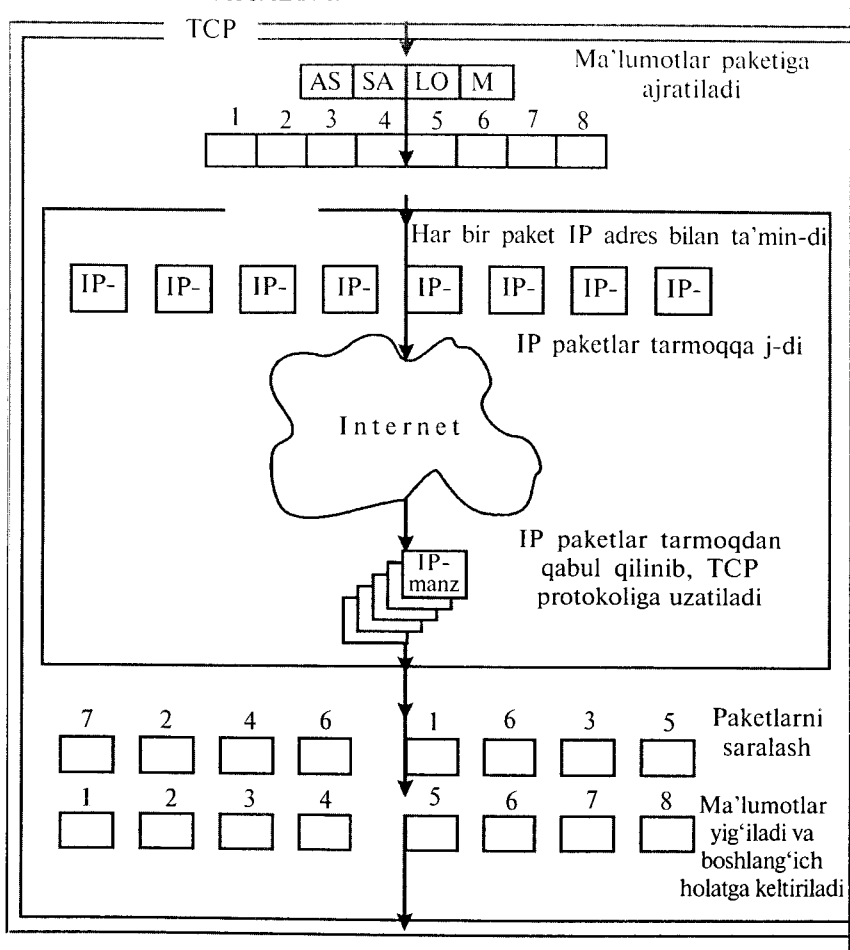 TCP
Ma'lumotlar paketiga
ajratiladi
AS SA LO M
1 2 3 4 5 6 7 8
Har bir paket IP adres bilan ta'min-di
IP- IP- IP- IP- IP- IP- IP- IP-
IP paketlar tarmoqqa j-di
Internet
IP paketlar tarmoqdan
qabul qilinib, TCP
protokoliga uzatiladi
IP-
manz
7 2 4 6 1 6 3 5
Paketlarni
saralash
1 2 3 4 5 6 7 8
Ma'lumotlar
yig‘iladi va
boshlang‘ich
holatga keltiriladi